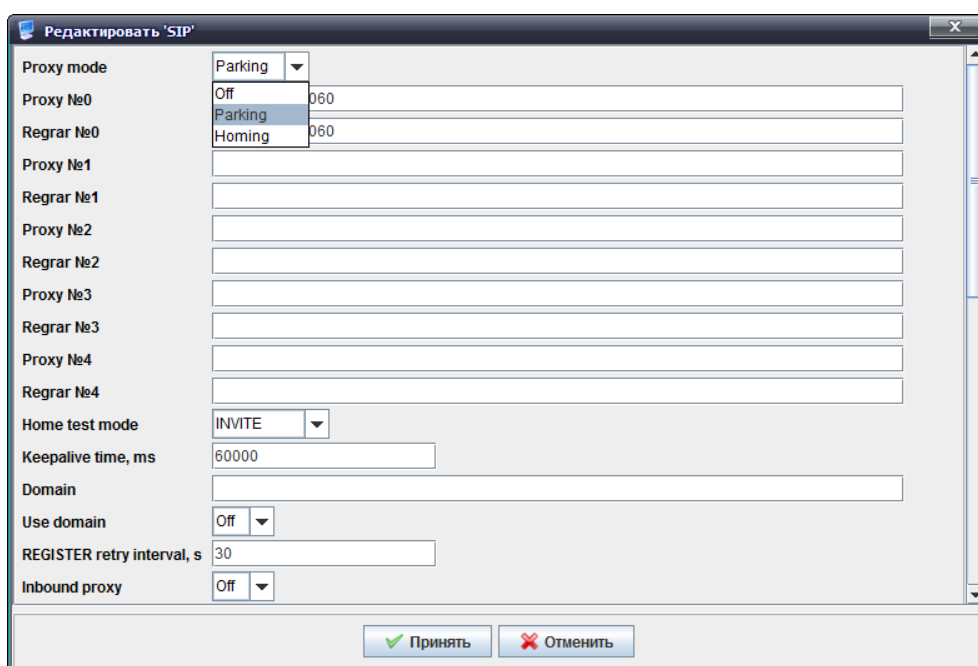 Редактировать 'SIP'
Proxy mode Parking
Off
Parking
Homing
Proxy №0 060
Regrar №0 060
Proxy №1
Regrar №1
Proxy №2
Regrar №2
Proxy №3
Regrar №3
Proxy №4
Regrar №4
Home test mode INVITE
Keepalive time, ms 60000
Domain
Use domain Off
REGISTER retry interval, s 30
Inbound proxy Off
Принять Отменить